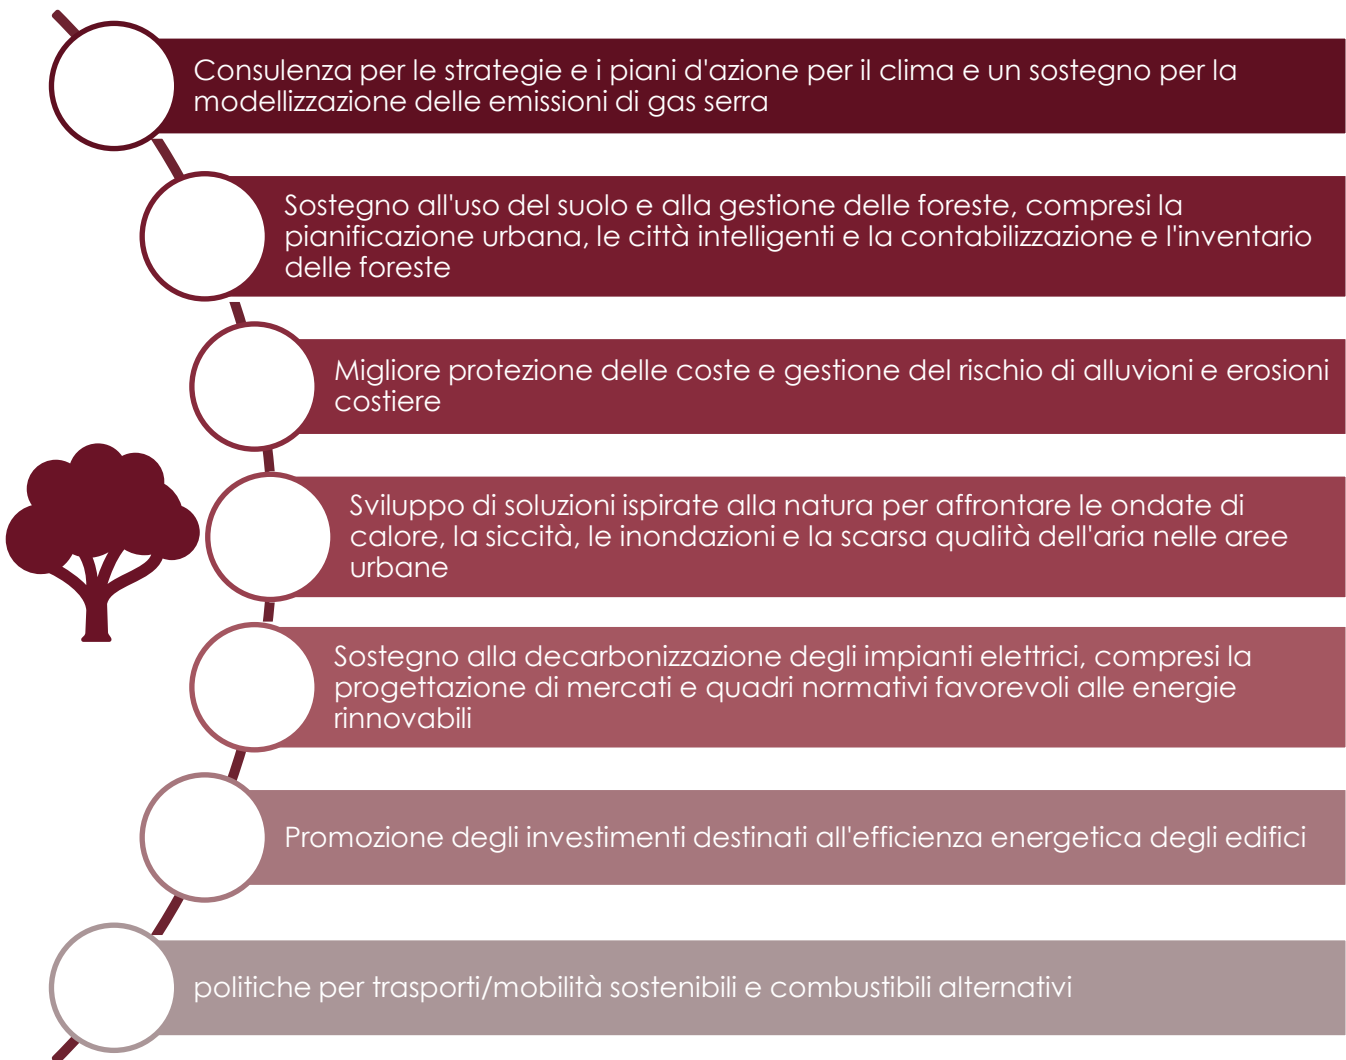 Consulenza per le strategie e i piani d'azione per il clima e un sostegno per la
modellizzazione delle emissioni di gas serra
Sostegno all'uso del suolo e alla gestione delle foreste, compresi la
pianificazione urbana, le città intelligenti e la contabilizzazione e l'inventario
delle foreste
Migliore protezione delle coste e gestione del rischio di alluvioni e erosioni
costiere
Sviluppo di soluzioni ispirate alla natura per affrontare le ondate di
calore, la siccità, le inondazioni e la scarsa qualità dell'aria nelle aree
urbane
Sostegno alla decarbonizzazione degli impianti elettrici, compresi la
progettazione di mercati e quadri normativi favorevoli alle energie
rinnovabili
Promozione degli investimenti destinati all'efficienza energetica degli edifici
politiche per trasporti/mobilità sostenibili e combustibili alternativi